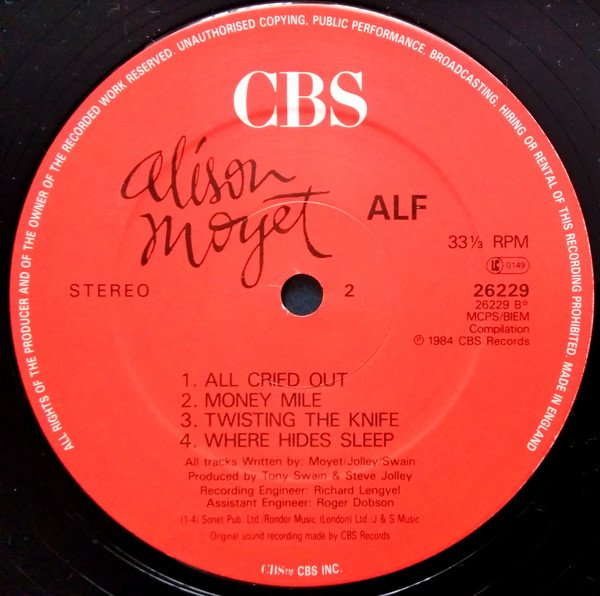 ALL RIGHTS OF THE PRODUCER AND OF THE OWNER OF THE RECORDED WORK RESERVED. UNAUTHORISED COPYING, PUBLIC PERFORMANCE, BROADCASTING, HIRING OR RENTAL OF THIS RECORDING PROHIBITED. MADE IN ENGLAND
CBS
Alison
Moyet
ALF
33⅓ RPM
LC 0149
STEREO
2
26229
26229 B☆
MCPS/BIEM
Compilation
℗ 1984 CBS Records
1. ALL CRIED OUT
2. MONEY MILE
3. TWISTING THE KNIFE
4. WHERE HIDES SLEEP
All tracks Written by: Moyet/Jolley/Swain
Produced by Tony Swain & Steve Jolley
Recording Engineer: Richard Lengyel
Assistant Engineer: Roger Dobson
(1-4) Sonet Pub. Ltd./Rondor Music (London) Ltd./J & S Music
Original sound recording made by CBS Records
CBS™ CBS INC.